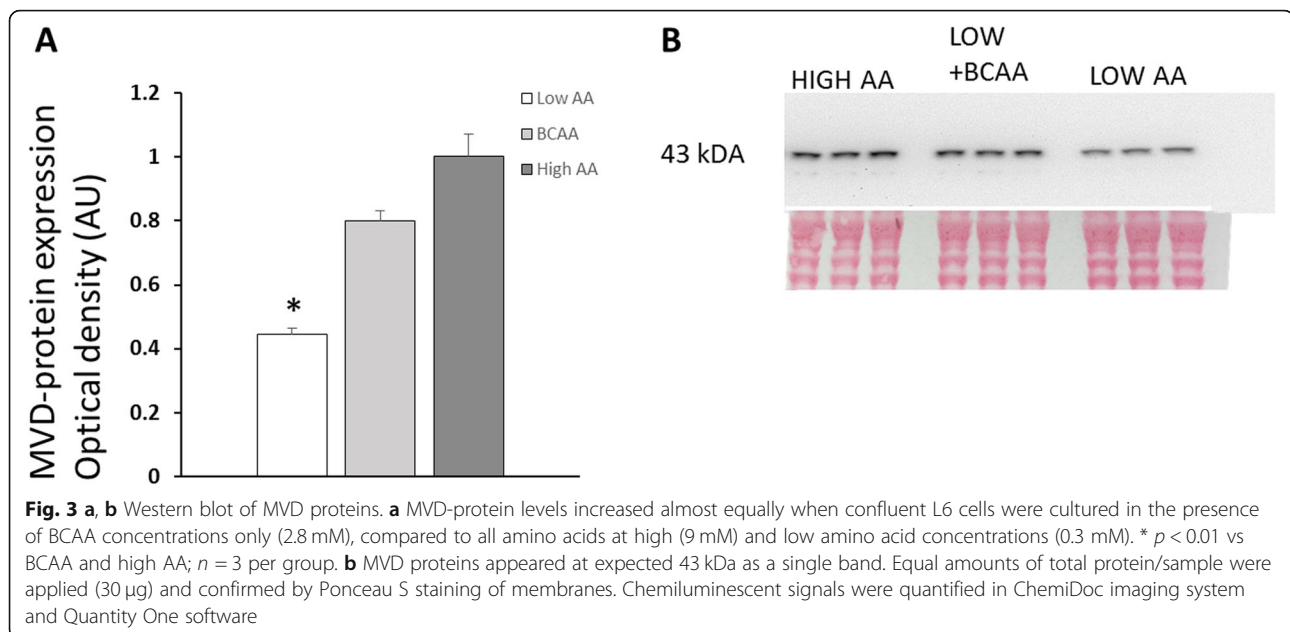 A
MVD-protein expression
Optical density (AU)
1.2
1
0.8
0.6
0.4
0.2
0
*
Low AA
BCAA
High AA
B
HIGH AA
LOW
+BCAA
LOW AA
43 kDA
Fig. 3 a, b Western blot of MVD proteins. a MVD-protein levels increased almost equally when confluent L6 cells were cultured in the presence
of BCAA concentrations only (2.8 mM), compared to all amino acids at high (9 mM) and low amino acid concentrations (0.3 mM). * p < 0.01 vs
BCAA and high AA; n = 3 per group. b MVD proteins appeared at expected 43 kDa as a single band. Equal amounts of total protein/sample were
applied (30 μg) and confirmed by Ponceau S staining of membranes. Chemiluminescent signals were quantified in ChemiDoc imaging system
and Quantity One software